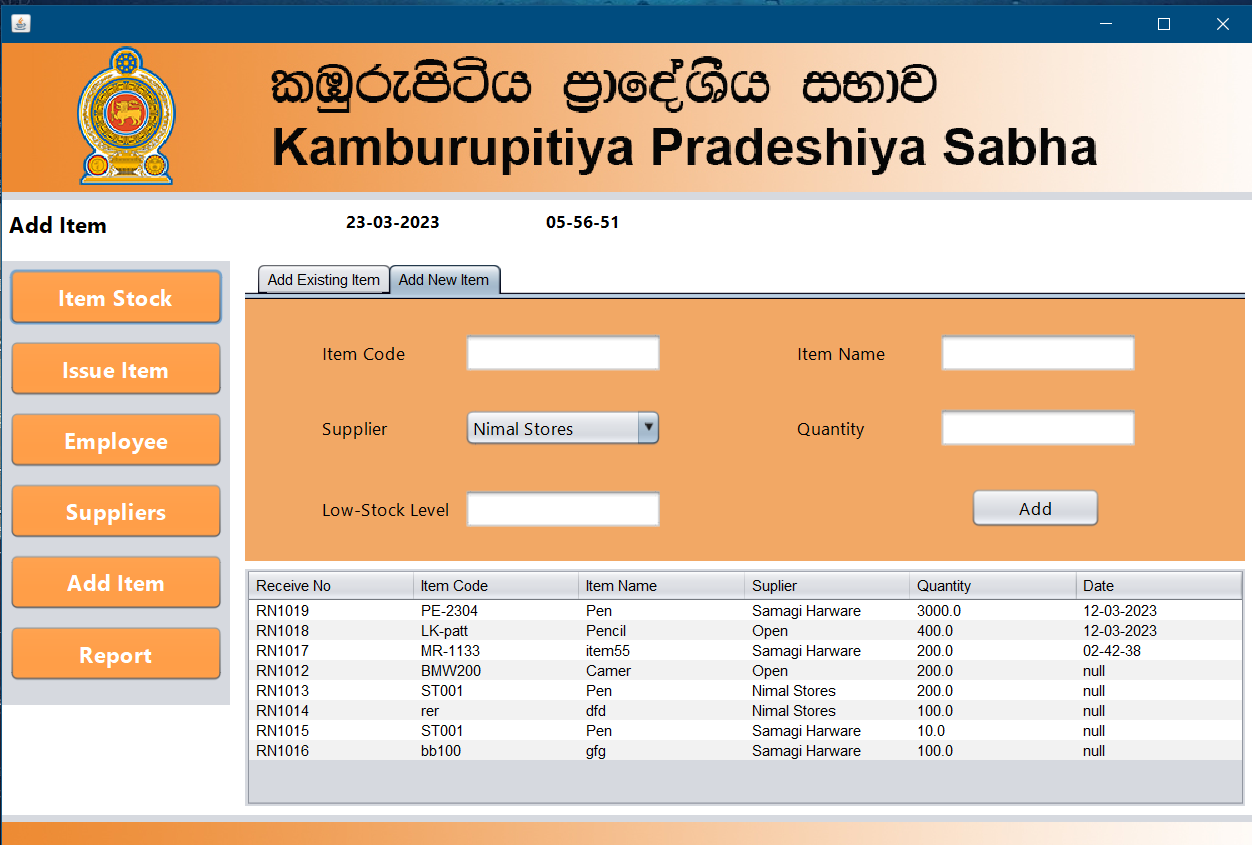 කඹුරුපිටිය ප්‍රාදේශීය සභාව
Kamburupitiya Pradeshiya Sabha
Add Item 23-03-2023 05-56-51
Item Stock
Issue Item
Employee
Suppliers
Add Item
Report
Add Existing Item Add New Item
Item Code Item Name
Supplier Nimal Stores Quantity
Low-Stock Level Add
Receive No Item Code Item Name Suplier Quantity Date
RN1019 PE-2304 Pen Samagi Harware 3000.0 12-03-2023
RN1018 LK-patt Pencil Open 400.0 12-03-2023
RN1017 MR-1133 item55 Samagi Harware 200.0 02-42-38
RN1012 BMW200 Camer Open 200.0 null
RN1013 ST001 Pen Nimal Stores 200.0 null
RN1014 rer dfd Nimal Stores 100.0 null
RN1015 ST001 Pen Samagi Harware 10.0 null
RN1016 bb100 gfg Samagi Harware 100.0 null